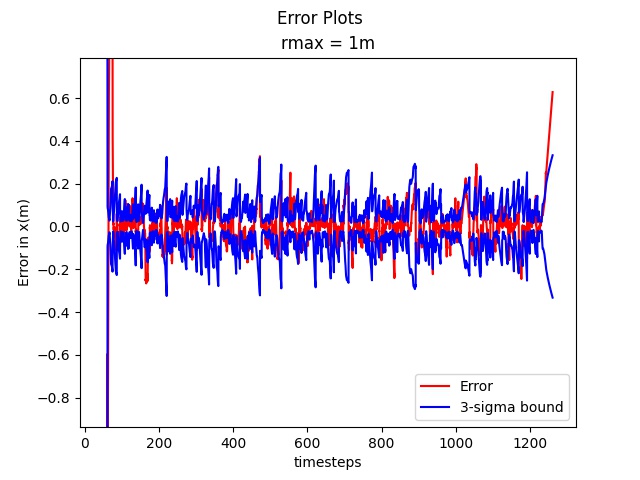 Error Plots
rmax = 1m
Error in x(m)
0.6
0.4
0.2
0.0
−0.2
−0.4
−0.6
−0.8
0 200 400 600 800 1000 1200
timesteps
Error
3-sigma bound